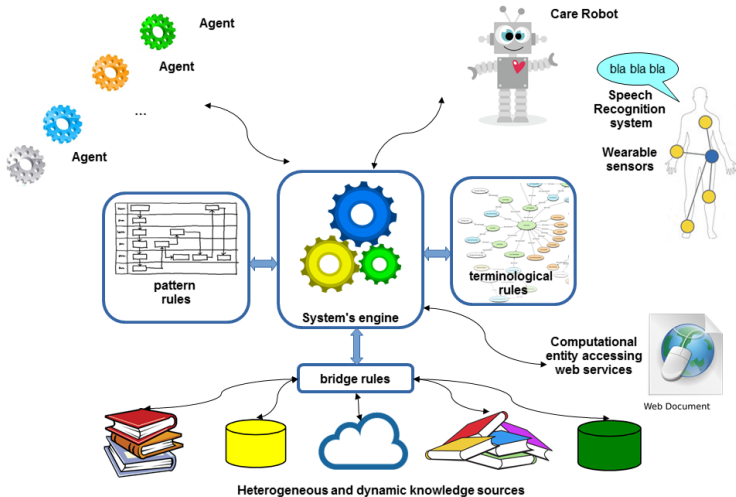 Agent
Care Robot
Agent
bla bla bla
Speech
Recognition
system
...
Agent
Wearable
sensors
pattern
rules
terminological
rules
System's engine
Computational
entity accessing
web services
bridge rules
Web Document
Heterogeneous and dynamic knowledge sources